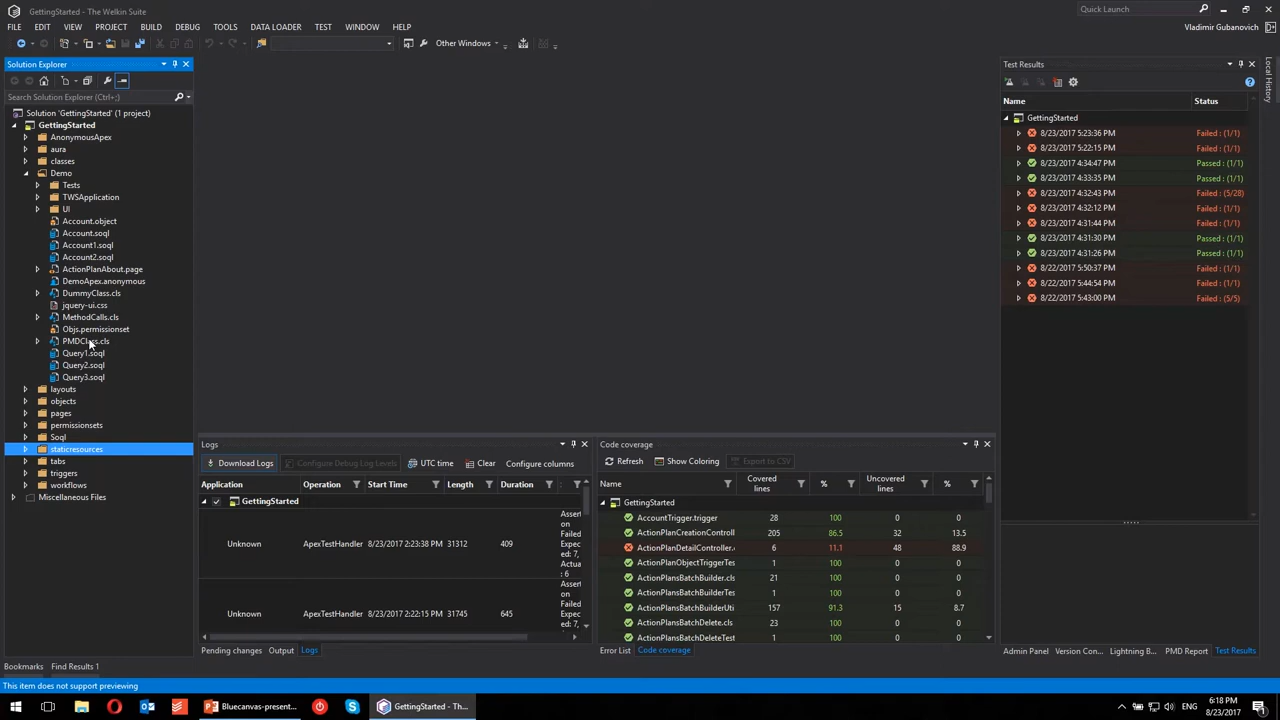 GettingStarted - The Welkin Suite
Quick Launch
FILE EDIT VIEW PROJECT BUILD DEBUG TOOLS DATA LOADER TEST WINDOW HELP
Vladimir Gubanovich
Other Windows
Solution Explorer
Search Solution Explorer (Ctrl+;)
Solution 'GettingStarted' (1 project)
GettingStarted
AnonymousApex
aura
classes
Demo
Tests
TWSApplication
UI
Account.object
Account.soql
Account1.soql
Account2.soql
ActionPlanAbout.page
DemoApex.anonymous
DummyClass.cls
jquery-ui.css
MethodCalls.cls
Objs.permissionset
PMDClass.cls
Query1.soql
Query2.soql
Query3.soql
layouts
objects
pages
permissionsets
Soql
staticresources
tabs
triggers
workflows
Miscellaneous Files
Logs
Download Logs Configure Debug Log Levels UTC time Clear Configure columns
Application Operation Start Time Length Duration
GettingStarted
Unknown ApexTestHandler 8/23/2017 2:23:38 PM 31312 409
Asserti
on
Failed
Expect
ed: 7,
Actua
: 6
Unknown ApexTestHandler 8/23/2017 2:22:15 PM 31745 645
Pending changes Output Logs
Code coverage
Refresh Show Coloring Export to CSV
Name Covered lines % Uncovered lines %
GettingStarted
AccountTrigger.trigger 28 100 0 0
ActionPlanCreationControll 205 86.5 32 13.5
ActionPlanDetailController. 6 11.1 48 88.9
ActionPlanObjectTriggerTes 1 100 0 0
ActionPlansBatchBuilder.cls 21 100 0 0
ActionPlansBatchBuilderTes 1 100 0 0
ActionPlansBatchBuilderUti 157 91.3 15 8.7
ActionPlansBatchDelete.cls 23 100 0 0
ActionPlansBatchDeleteTest 1 100 0 0
Error List Code coverage
Test Results
Name Status
GettingStarted
8/23/2017 5:23:36 PM Failed : (1/1)
8/23/2017 5:22:15 PM Failed : (1/1)
8/23/2017 4:34:47 PM Passed : (1/1)
8/23/2017 4:33:35 PM Passed : (1/1)
8/23/2017 4:32:43 PM Failed : (5/28)
8/23/2017 4:32:12 PM Failed : (1/1)
8/23/2017 4:31:44 PM Failed : (1/1)
8/23/2017 4:31:30 PM Passed : (1/1)
8/23/2017 4:31:26 PM Passed : (1/1)
8/22/2017 5:50:37 PM Failed : (1/1)
8/22/2017 5:44:54 PM Failed : (1/1)
8/22/2017 5:43:00 PM Failed : (5/5)
Admin Panel Version Con... Lightning B... PMD Report Test Results
Local History
Bookmarks Find Results 1
This item does not support previewing
Bluecanvas-present...
GettingStarted - Th...
ENG
6:18 PM
8/23/2017